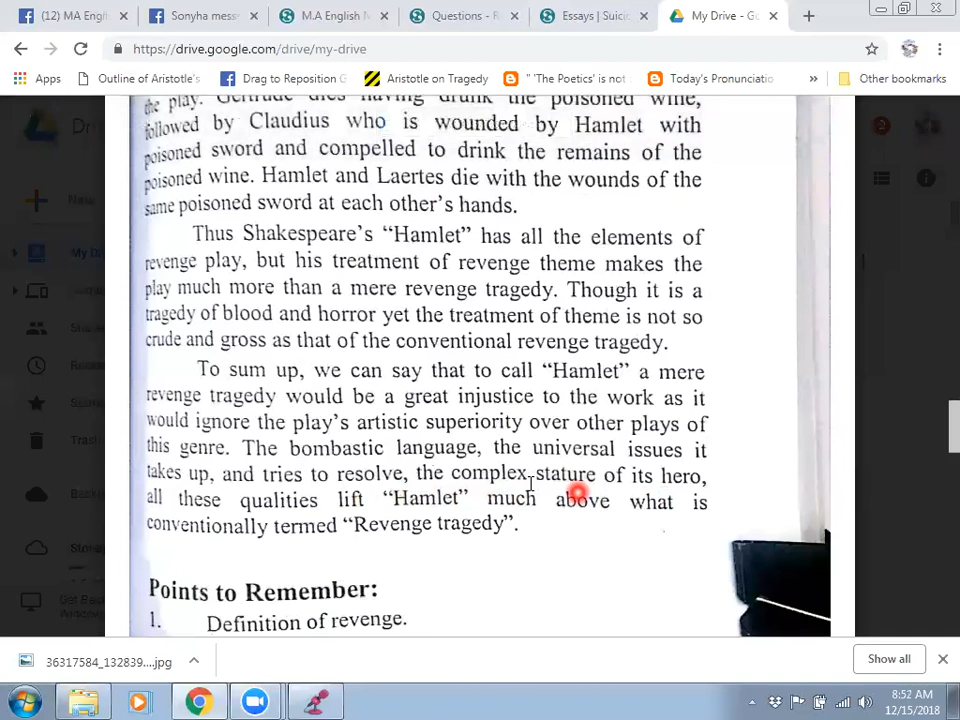 (12) MA English
Sonyha mess
M.A English N
Questions - R
Essays | Suici
My Drive - Go
https://drive.google.com/drive/my-drive
Apps
Outline of Aristotle's
Drag to Reposition
Aristotle on Tragedy
" 'The Poetics' is not
Today's Pronunciatio
»
Other bookmarks
the play. Gertrude dies having drunk the poisoned wine,
followed by Claudius who is wounded by Hamlet with
poisoned sword and compelled to drink the remains of the
poisoned wine. Hamlet and Laertes die with the wounds of the
same poisoned sword at each other's hands.
Thus Shakespeare's "Hamlet" has all the elements of
revenge play, but his treatment of revenge theme makes the
play much more than a mere revenge tragedy. Though it is a
tragedy of blood and horror yet the treatment of theme is not so
crude and gross as that of the conventional revenge tragedy.
To sum up, we can say that to call "Hamlet" a mere
revenge tragedy would be a great injustice to the work as it
would ignore the play's artistic superiority over other plays of
this genre. The bombastic language, the universal issues it
takes up, and tries to resolve, the complex stature of its hero,
all these qualities lift "Hamlet" much above what is
conventionally termed "Revenge tragedy".
Points to Remember:
1. Definition of revenge.
2
New
My D
36317584_132839....jpg
Show all
8:52 AM
12/15/2018